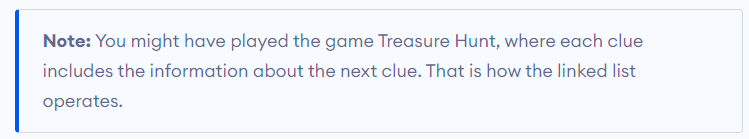 Note: You might have played the game Treasure Hunt, where each clue
includes the information about the next clue. That is how the linked list
operates.